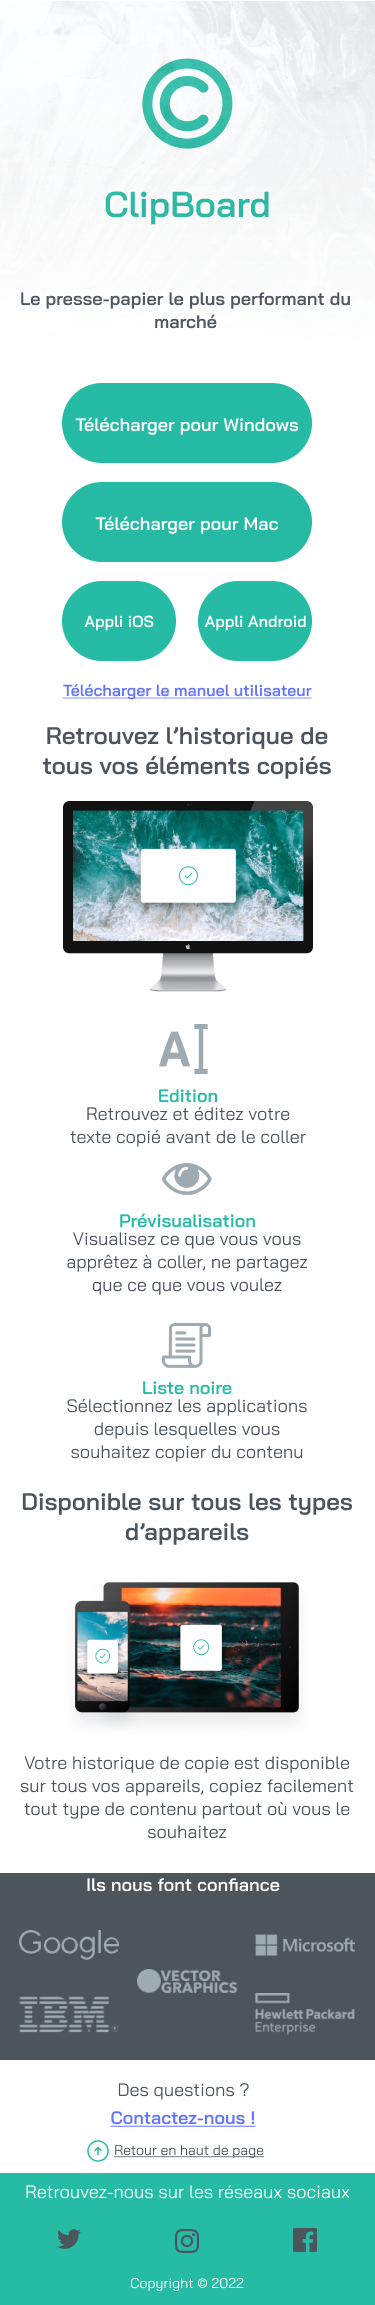 ©
ClipBoard
Le presse-papier le plus performant du
marché
Télécharger pour Windows
Télécharger pour Mac
Appli iOS
Appli Android
Télécharger le manuel utilisateur
Retrouvez l’historique de
tous vos éléments copiés
A
Edition
Retrouvez et éditez votre
texte copié avant de le coller
Prévisualisation
Visualisez ce que vous vous
apprêtez à coller, ne partagez
que ce que vous voulez
Liste noire
Sélectionnez les applications
depuis lesquelles vous
souhaitez copier du contenu
Disponible sur tous les types
d’appareils
Votre historique de copie est disponible
sur tous vos appareils, copiez facilement
tout type de contenu partout où vous le
souhaitez
Ils nous font confiance
Google
Microsoft
VECTOR
GRAPHICS
IBM
Hewlett Packard
Enterprise
Des questions ?
Contactez-nous !
Retour en haut de page
Retrouvez-nous sur les réseaux sociaux
Copyright © 2022